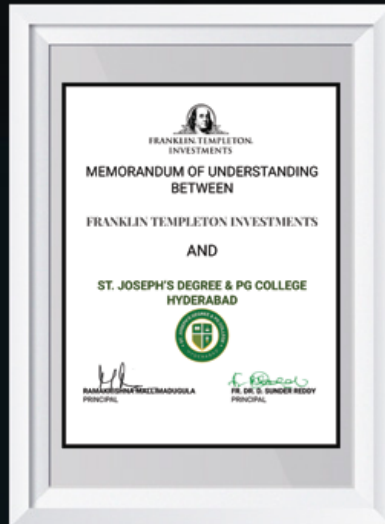 FRANKLIN TEMPLETON
INVESTMENTS
MEMORANDUM OF UNDERSTANDING
BETWEEN
FRANKLIN TEMPLETON INVESTMENTS
AND
ST. JOSEPH'S DEGREE & PG COLLEGE
HYDERABAD
RAMAKRISHNA MALLIMADUGULA
PRINCIPAL
FR. DR. D. SUNDER REDDY
PRINCIPAL